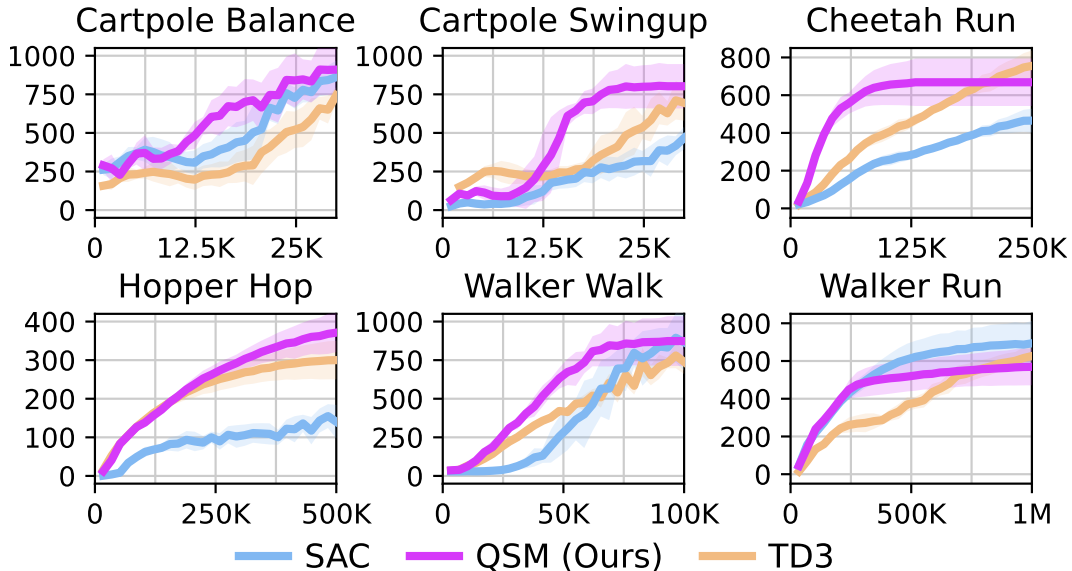 Cartpole Balance
Cartpole Swingup
Cheetah Run
1000
750
500
250
0
0
12.5K
25K
1000
750
500
250
0
0
12.5K
25K
800
600
400
200
0
0
125K
250K
Hopper Hop
Walker Walk
Walker Run
400
300
200
100
0
0
250K
500K
1000
750
500
250
0
0
50K
100K
800
600
400
200
0
0
500K
1M
SAC
QSM (Ours)
TD3